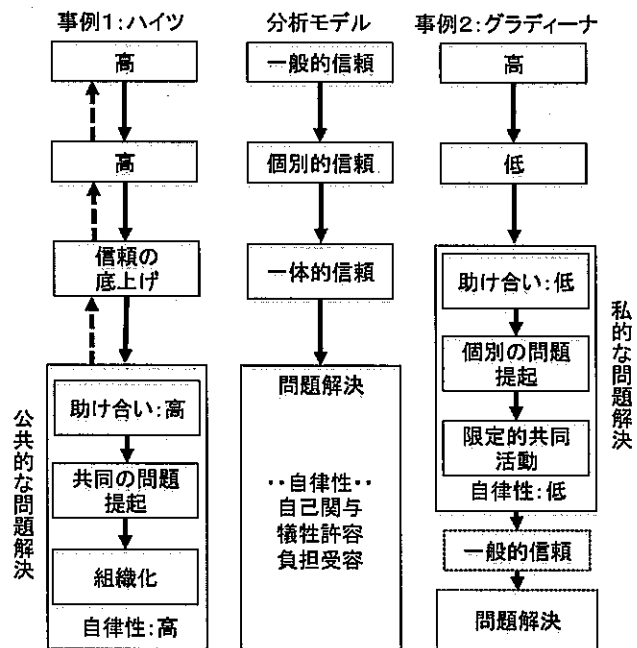 事例1:ハイツ
高
高
信頼の
底上げ
公共的な問題解決
助け合い:高
共同の問題
提起
組織化
自律性:高
分析モデル
一般的信頼
個別的信頼
一体的信頼
問題解決
・・自律性・・
自己関与
犠牲許容
負担受容
事例2:グラディーナ
高
低
助け合い:低
個別の問題
提起
限定的共同
活動
自律性:低
私的な問題解決
一般的信頼
問題解決